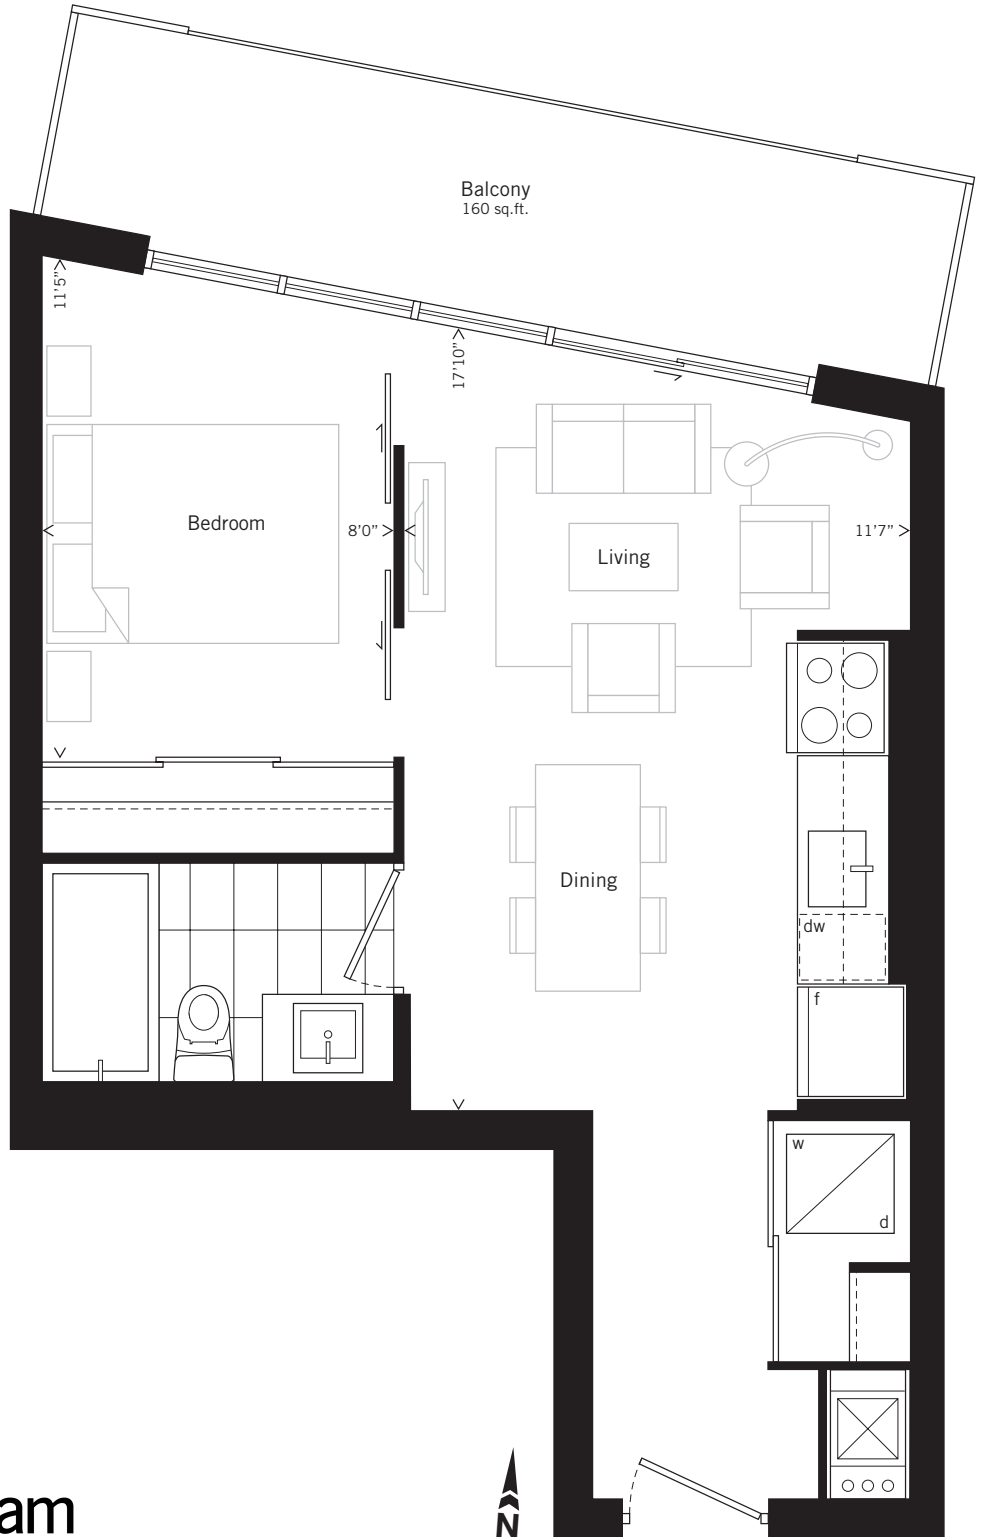 Balcony
160 sq.ft.
11'5"
17'10"
Bedroom
8'0"
11'7"
Living
Dining
dw
f
w
d
am
N